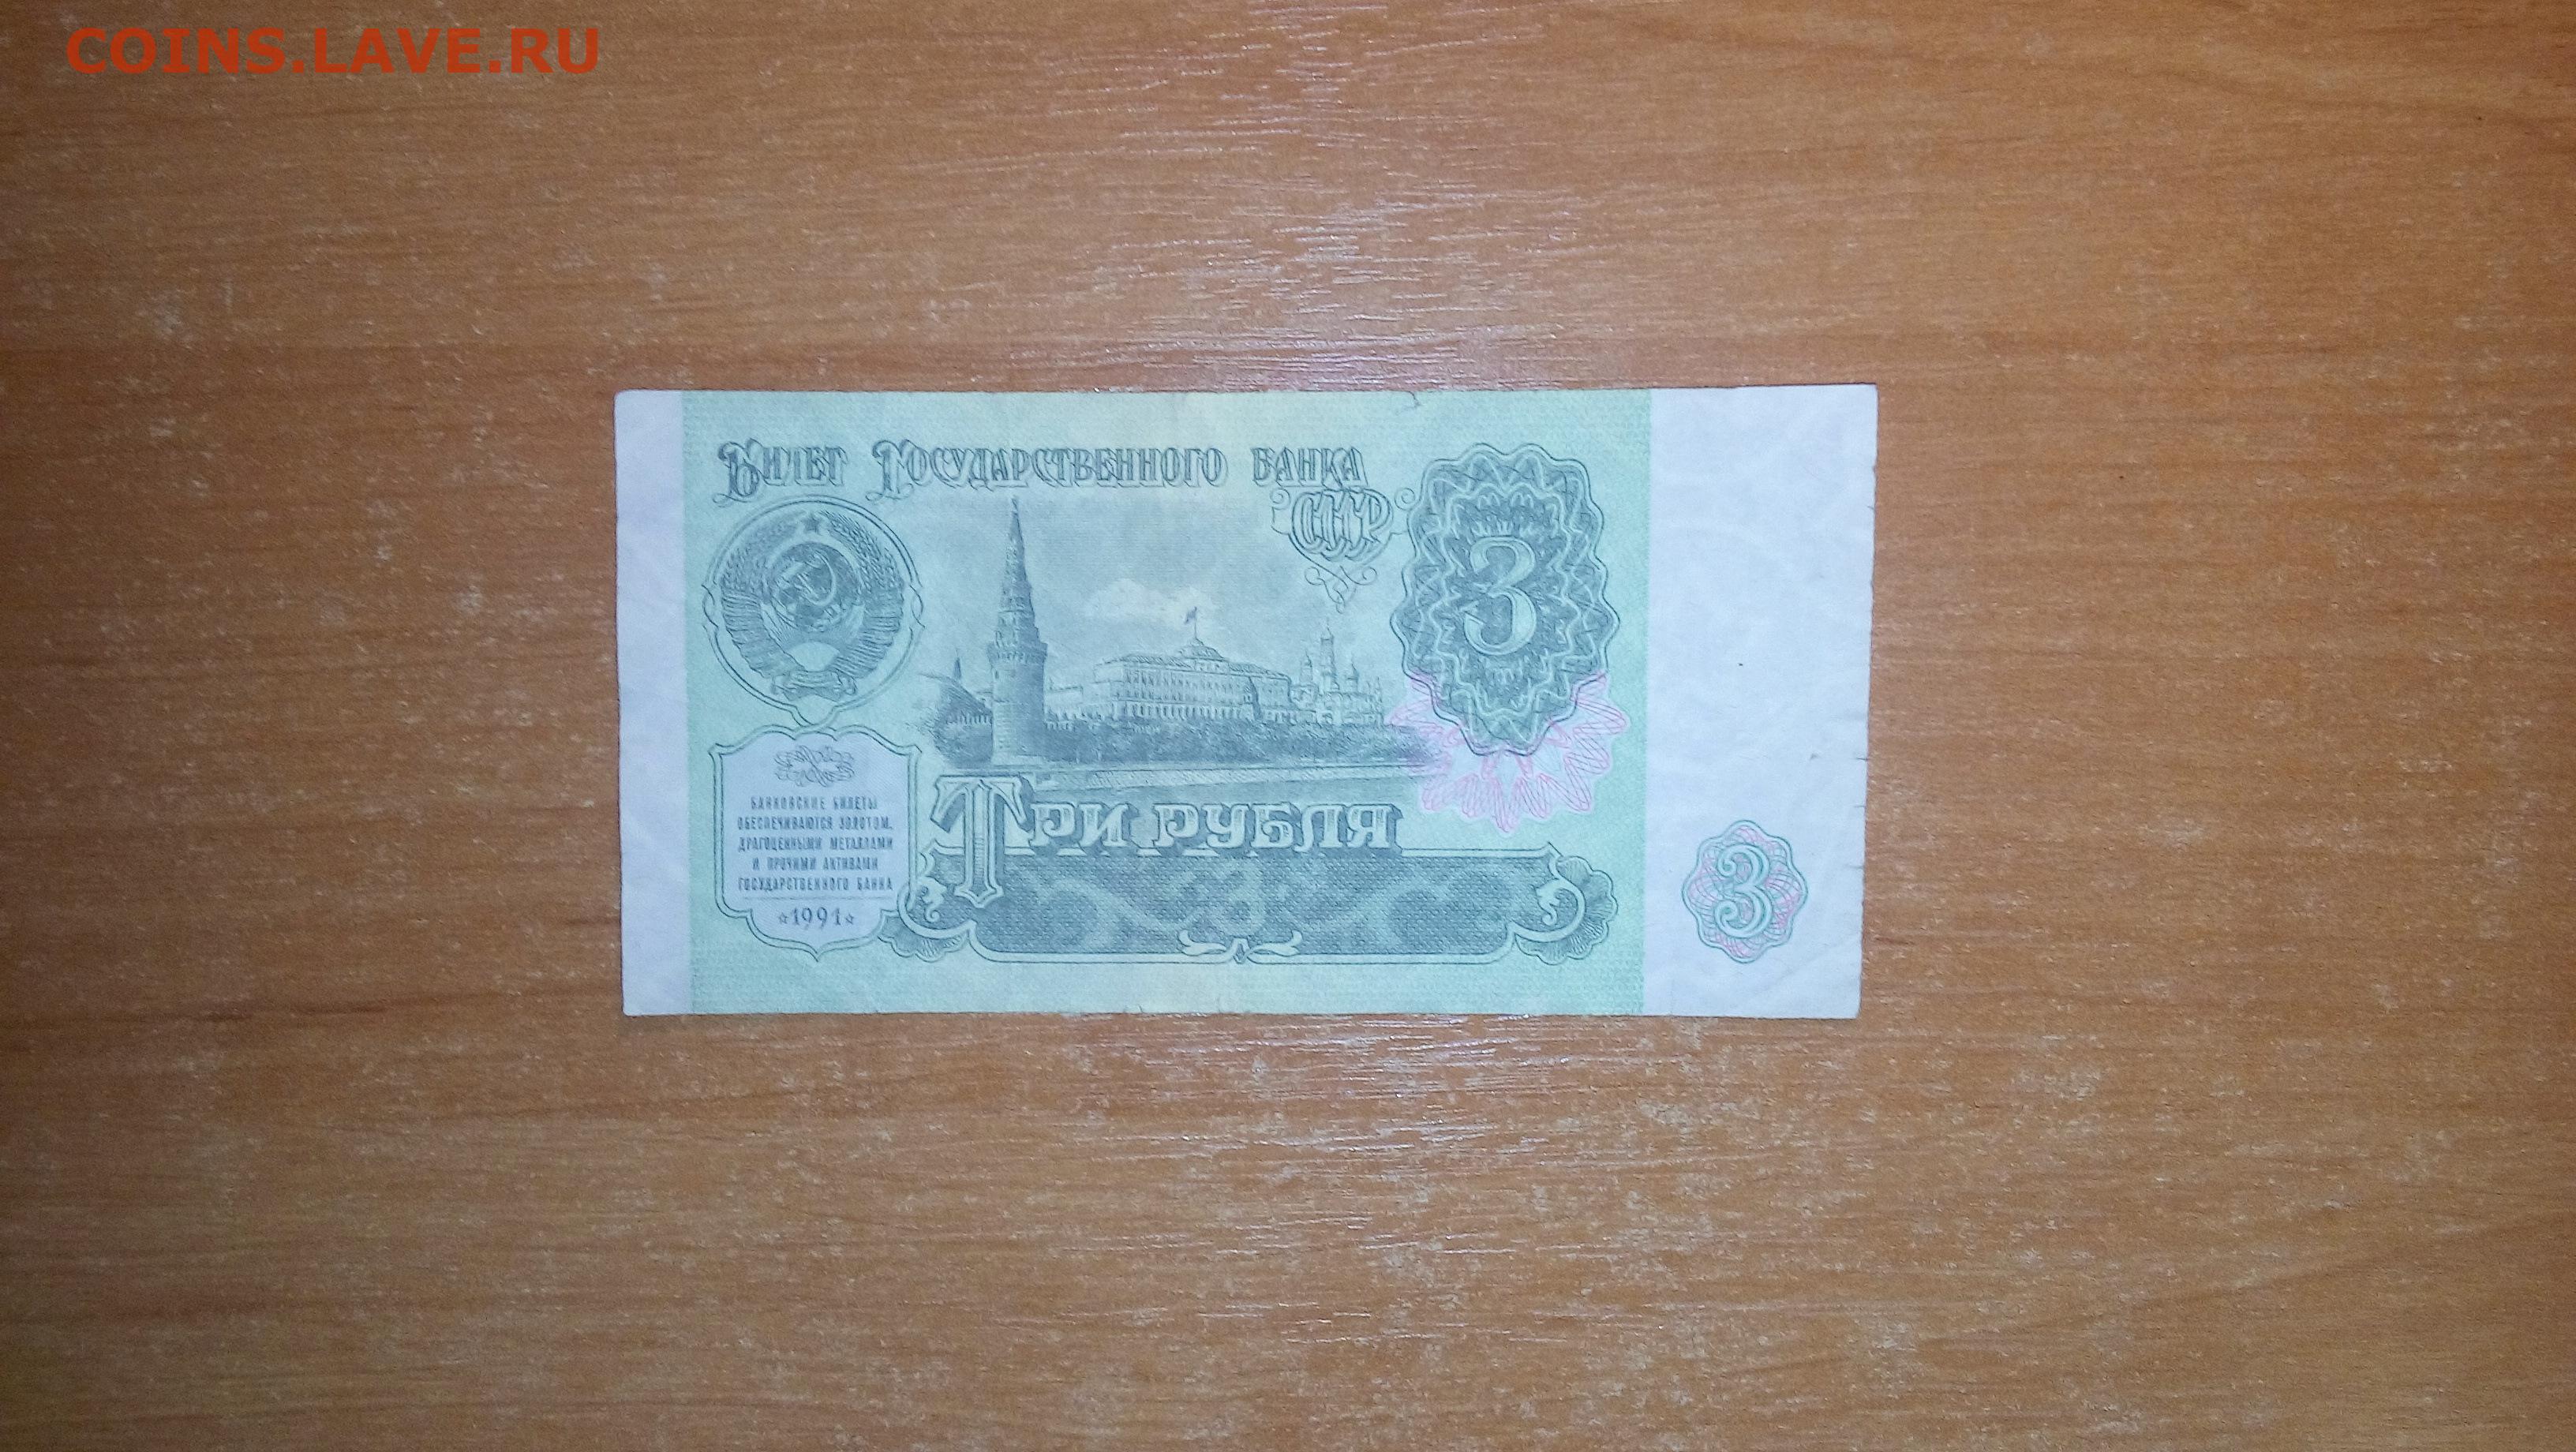 COINS.LAVE.RU
Билет Государственного банка
СССР
3
Три рубля
БАНКОВСКИЕ БИЛЕТЫ
ОБЕСПЕЧИВАЮТСЯ ЗОЛОТОМ,
ДРАГОЦЕННЫМИ МЕТАЛЛАМИ
И ПРОЧИМИ АКТИВАМИ
ГОСУДАРСТВЕННОГО БАНКА
☆1991☆
3